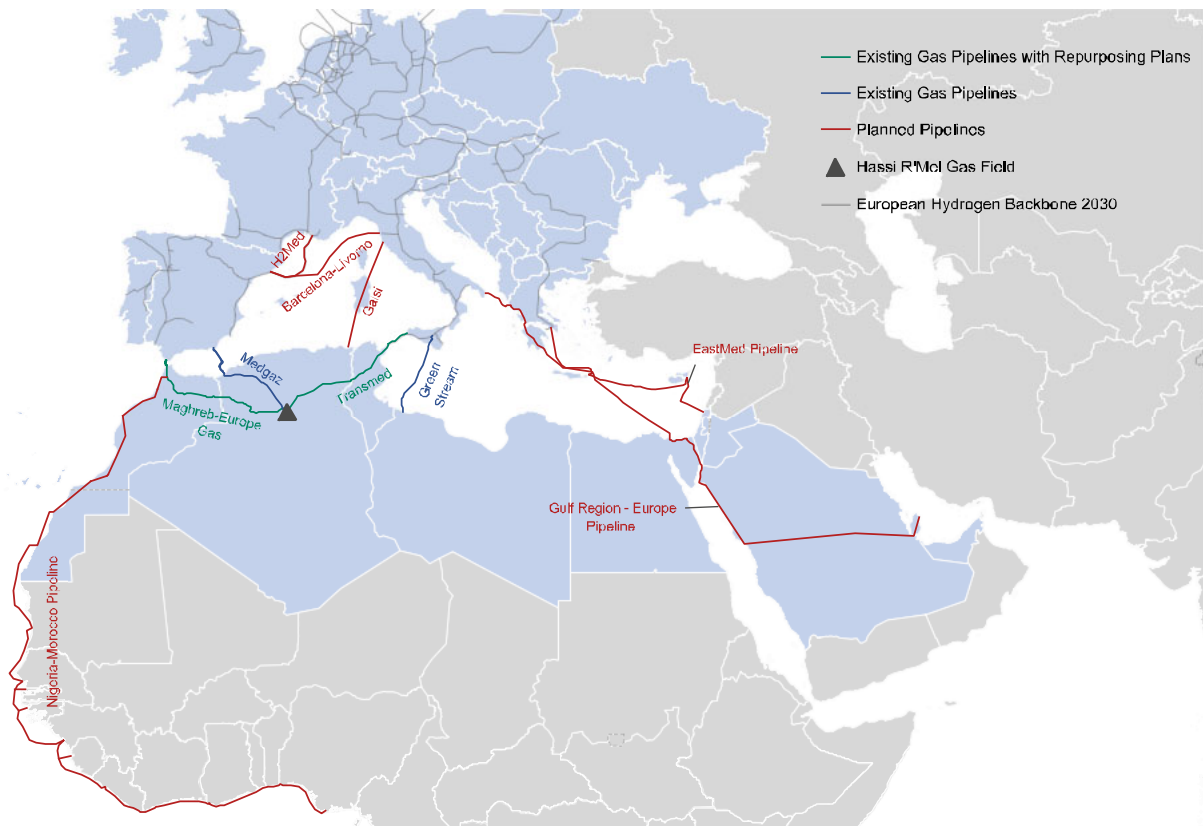 Existing Gas Pipelines with Repurposing Plans
Existing Gas Pipelines
Planned Pipelines
Hassi R'Mel Gas Field
European Hydrogen Backbone 2030
H2Med
Barcelona-Livorno
Galsi
Medgaz
Transmed
Green
Stream
Maghreb-Europe
Gas
EastMed Pipeline
Gulf Region - Europe
Pipeline
Nigeria-Morocco Pipeline